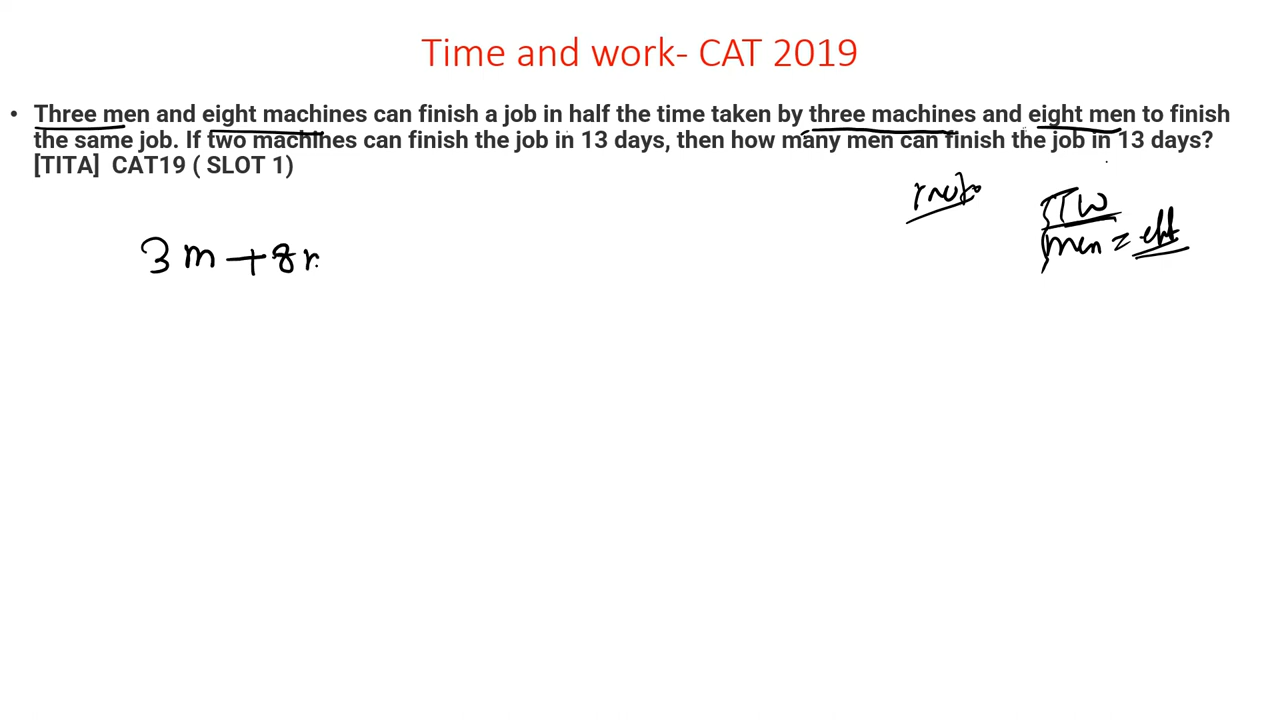 Time and work- CAT 2019
• Three men and eight machines can finish a job in half the time taken by three machines and eight men to finish
the same job. If two machines can finish the job in 13 days, then how many men can finish the job in 13 days?
[TITA]  CAT19 ( SLOT 1)
men =
3 m + 8